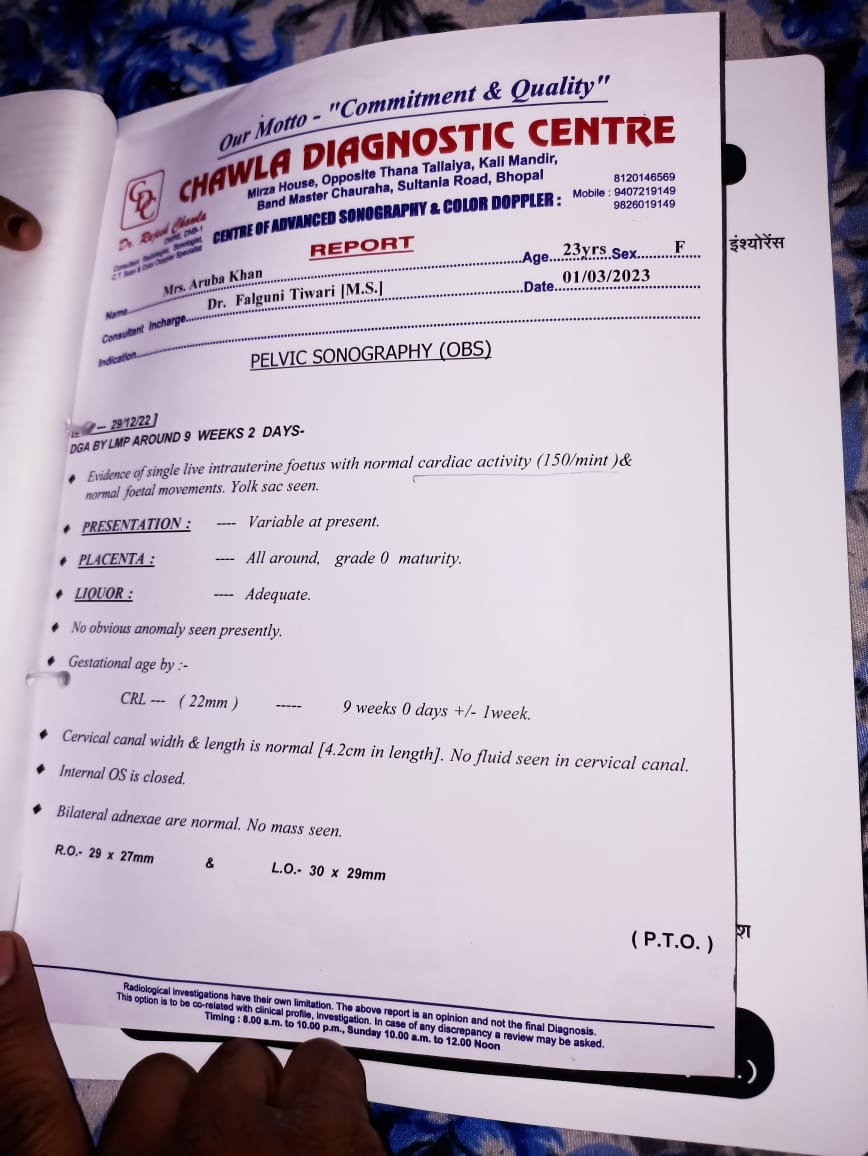 Our Motto - "Commitment & Quality"
CHAWLA DIAGNOSTIC CENTRE
CDC
Mirza House, Opposite Thana Tallaiya, Kali Mandir,
Band Master Chauraha, Sultania Road, Bhopal
8120146569
Mobile : 9407219149
9826019149
Dr. Rajesh Chawla
CENTRE OF ADVANCED SONOGRAPHY & COLOR DOPPLER :
REPORT
Name Mrs. Aruba Khan Age 23yrs Sex F
Consultant Incharge Dr. Falguni Tiwari [M.S.] Date 01/03/2023
Indication
PELVIC SONOGRAPHY (OBS)
— 29/12/22]
DGA BY LMP AROUND 9 WEEKS 2 DAYS-
♦ Evidence of single live intrauterine foetus with normal cardiac activity (150/mint )&
normal foetal movements. Yolk sac seen.
♦ PRESENTATION : ---- Variable at present.
♦ PLACENTA : ---- All around, grade 0 maturity.
♦ LIQUOR : ---- Adequate.
♦ No obvious anomaly seen presently.
♦ Gestational age by :-
CRL --- ( 22mm ) ----- 9 weeks 0 days +/- 1week.
♦ Cervical canal width & length is normal [4.2cm in length]. No fluid seen in cervical canal.
♦ Internal OS is closed.
♦ Bilateral adnexae are normal. No mass seen.
R.O.- 29 x 27mm & L.O.- 30 x 29mm
( P.T.O. )
Radiological investigations have their own limitation. The above report is an opinion and not the final Diagnosis.
This option is to be co-related with clinical profile, investigation. In case of any discrepancy a review may be asked.
Timing : 8.00 a.m. to 10.00 p.m., Sunday 10.00 a.m. to 12.00 Noon
इंश्योरेंस
श
.)